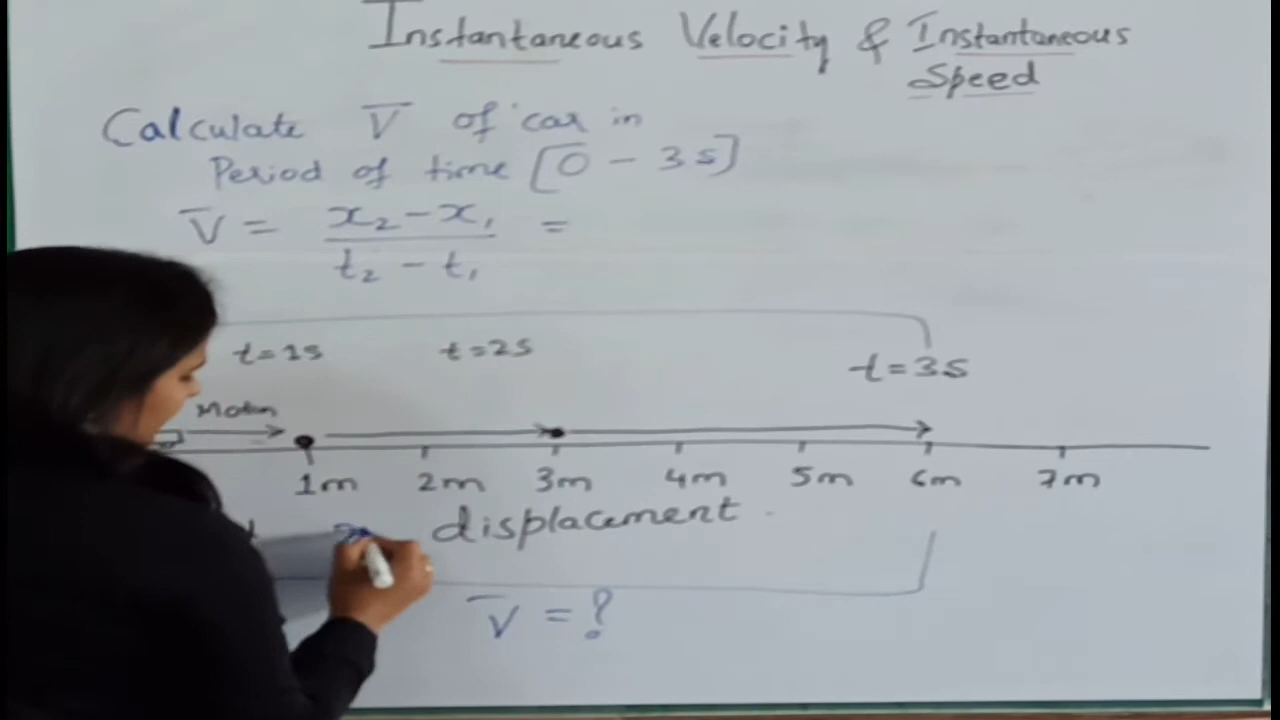 Instantaneous Velocity & Instantaneous
Speed
Calculate V̅ of car in
Period of time [0 - 3s]
V̅ = x₂ - x₁ / t₂ - t₁ =
t=1s t=2s t=3s
Motion
1m 2m 3m 4m 5m 6m 7m
displacement
V̅ = ?